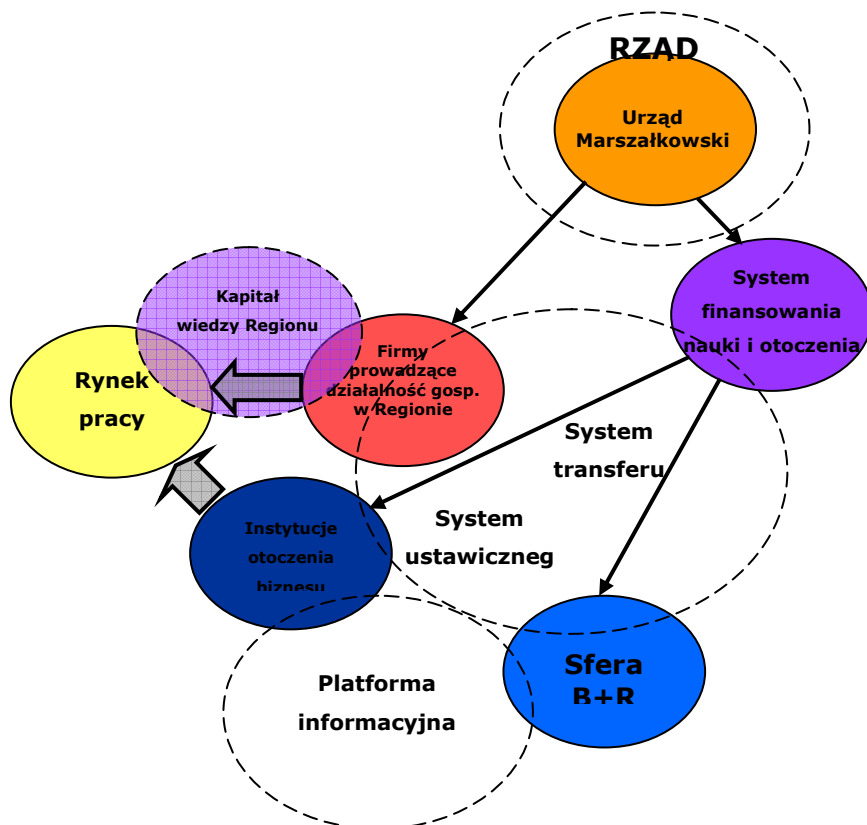 RZĄD
Urząd
Marszałkowski
System
finansowania
nauki i otoczenia
Kapitał
wiedzy Regionu
Firmy
prowadzące
działalność gosp.
w Regionie
Rynek
pracy
System
transferu
System
ustawiczneg
Instytucje
otoczenia
biznesu
Sfera
B+R
Platforma
informacyjna